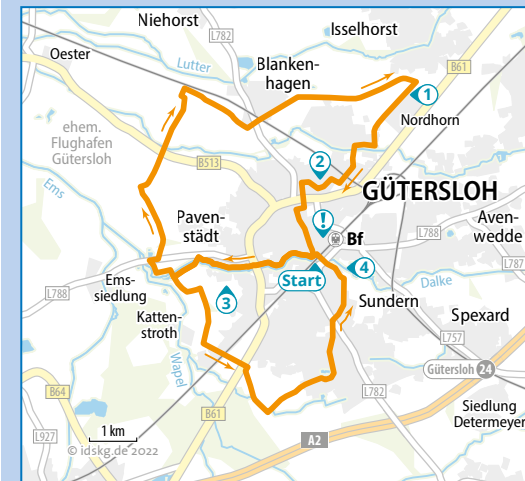 Niehorst
L782
Isselhorst
Oester
Lutter
Blanken-
hagen
B61
1
Nordhorn
ehem.
Flughafen
Gütersloh
B513
2
Ems
GÜTERSLOH
Paven-
städt
!
Bf
L788
Aven-
wedde
L787
Start
4
L788
Ems-
siedlung
3
Sundern
Dalke
Katten-
stroth
Spexard
L757
Wapel
Gütersloh 24
B64
L782
B61
Siedlung
Determeyer
L927
1 km
A2
© idskg.de 2022